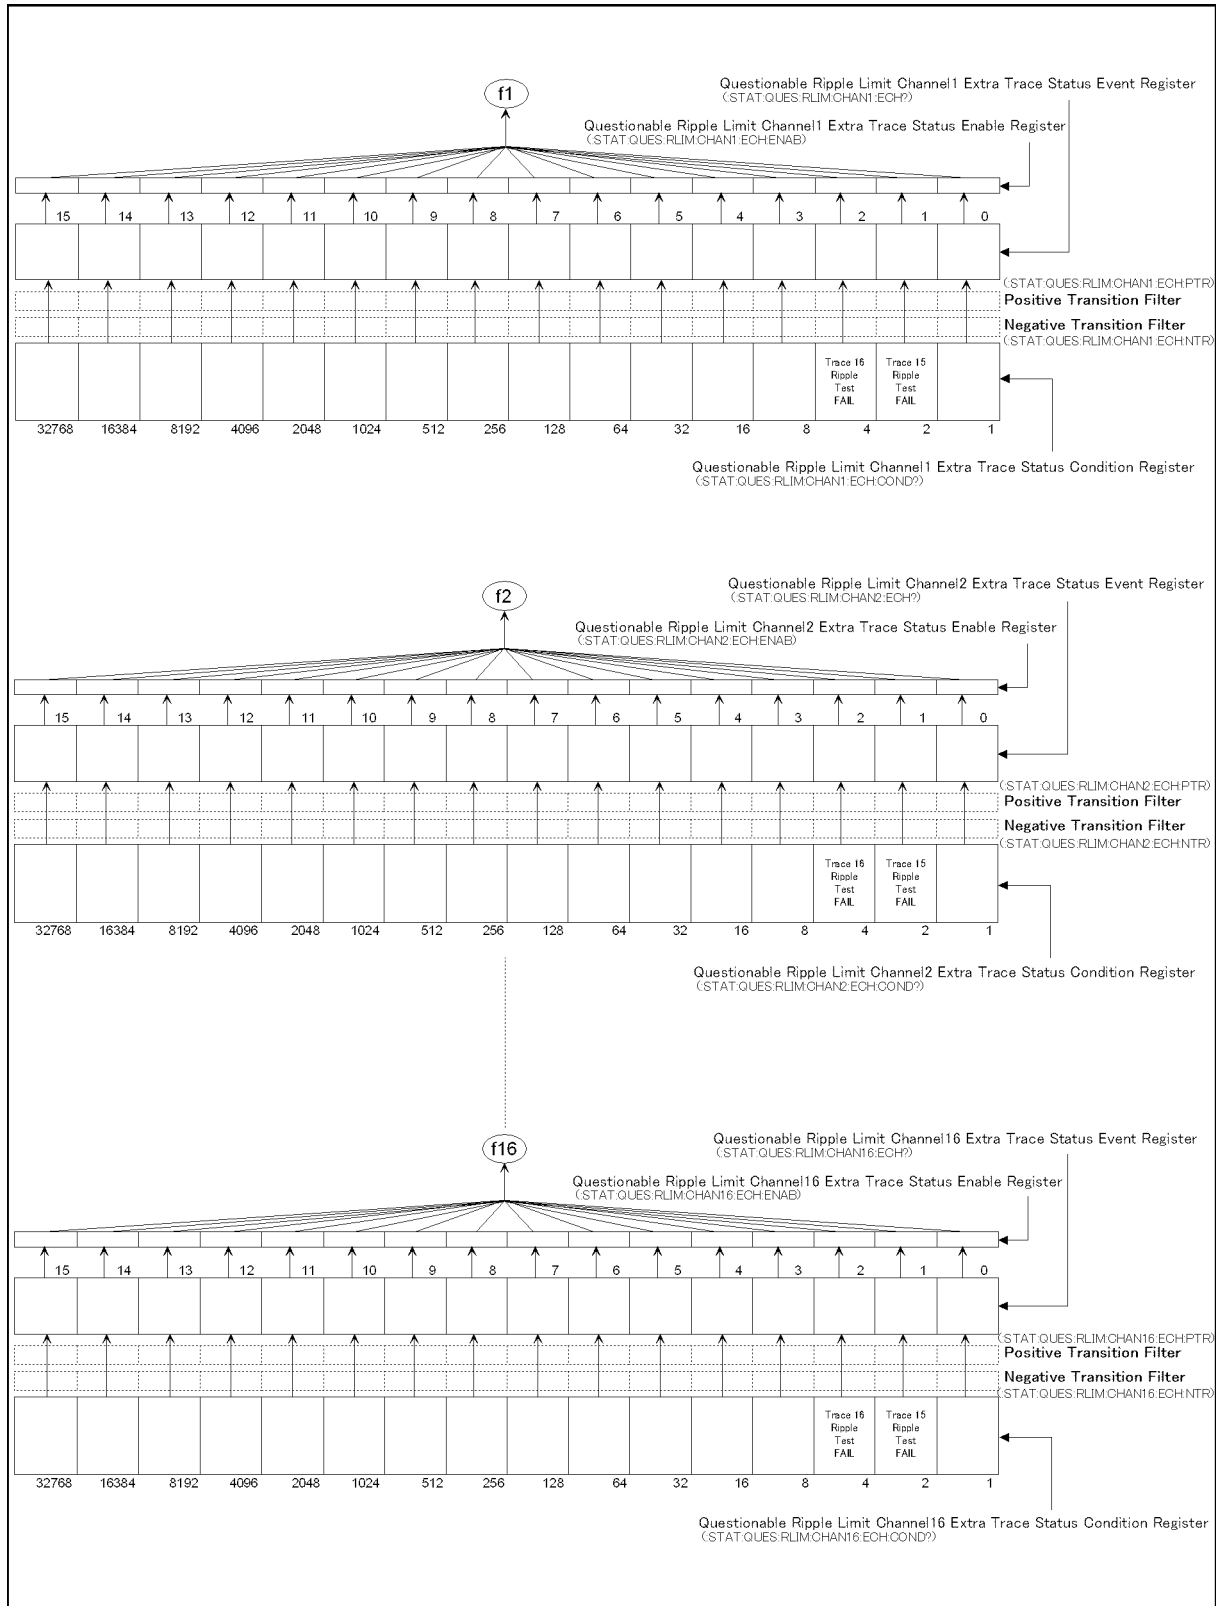 Questionable Ripple Limit Channel1 Extra Trace Status Event Register
(:STAT:QUES:RLIM:CHAN1:ECH?)
f1
Questionable Ripple Limit Channel1 Extra Trace Status Enable Register
(:STAT:QUES:RLIM:CHAN1:ECH:ENAB)
15 14 13 12 11 10 9 8 7 6 5 4 3 2 1 0
(:STAT:QUES:RLIM:CHAN1:ECH:PTR)
Positive Transition Filter
Negative Transition Filter
(:STAT:QUES:RLIM:CHAN1:ECH:NTR)
Trace 16 Trace 15
Ripple Ripple
Test Test
FAIL FAIL
32768 16384 8192 4096 2048 1024 512 256 128 64 32 16 8 4 2 1
Questionable Ripple Limit Channel1 Extra Trace Status Condition Register
(:STAT:QUES:RLIM:CHAN1:ECH:COND?)
Questionable Ripple Limit Channel2 Extra Trace Status Event Register
(:STAT:QUES:RLIM:CHAN2:ECH?)
f2
Questionable Ripple Limit Channel2 Extra Trace Status Enable Register
(:STAT:QUES:RLIM:CHAN2:ECH:ENAB)
15 14 13 12 11 10 9 8 7 6 5 4 3 2 1 0
(:STAT:QUES:RLIM:CHAN2:ECH:PTR)
Positive Transition Filter
Negative Transition Filter
(:STAT:QUES:RLIM:CHAN2:ECH:NTR)
Trace 16 Trace 15
Ripple Ripple
Test Test
FAIL FAIL
32768 16384 8192 4096 2048 1024 512 256 128 64 32 16 8 4 2 1
Questionable Ripple Limit Channel2 Extra Trace Status Condition Register
(:STAT:QUES:RLIM:CHAN2:ECH:COND?)
Questionable Ripple Limit Channel16 Extra Trace Status Event Register
(:STAT:QUES:RLIM:CHAN16:ECH?)
f16
Questionable Ripple Limit Channel16 Extra Trace Status Enable Register
(:STAT:QUES:RLIM:CHAN16:ECH:ENAB)
15 14 13 12 11 10 9 8 7 6 5 4 3 2 1 0
(:STAT:QUES:RLIM:CHAN16:ECH:PTR)
Positive Transition Filter
Negative Transition Filter
(:STAT:QUES:RLIM:CHAN16:ECH:NTR)
Trace 16 Trace 15
Ripple Ripple
Test Test
FAIL FAIL
32768 16384 8192 4096 2048 1024 512 256 128 64 32 16 8 4 2 1
Questionable Ripple Limit Channel16 Extra Trace Status Condition Register
(:STAT:QUES:RLIM:CHAN16:ECH:COND?)